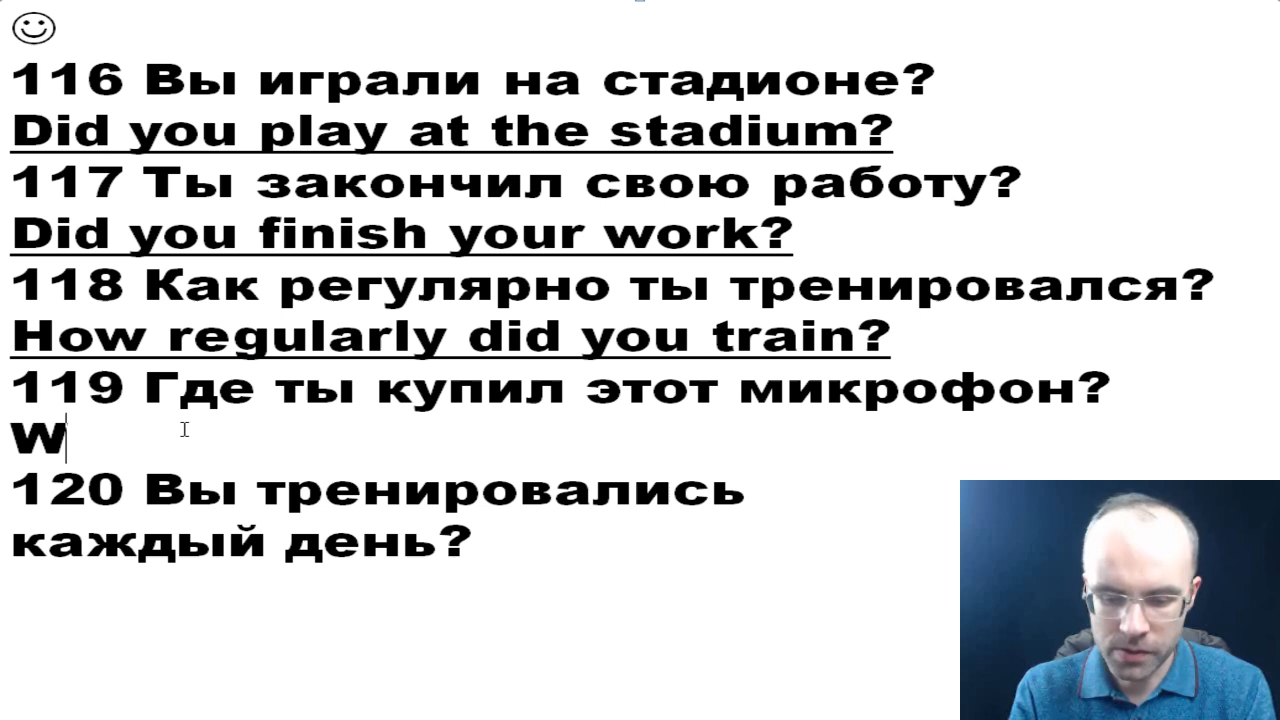 116 Вы играли на стадионе?
Did you play at the stadium?
117 Ты закончил свою работу?
Did you finish your work?
118 Как регулярно ты тренировался?
How regularly did you train?
119 Где ты купил этот микрофон?
W
120 Вы тренировались
каждый день?